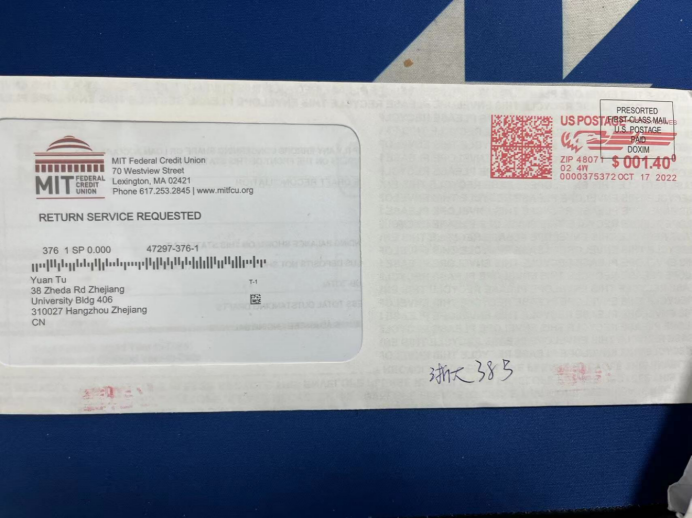 MIT FEDERAL
CREDIT
UNION
MIT Federal Credit Union
70 Westview Street
Lexington, MA 02421
Phone 617.253.2845 | www.mitfcu.org
RETURN SERVICE REQUESTED
376 1 SP 0.000 47297-376-1
Yuan Tu
T-1
38 Zheda Rd Zhejiang
University Bldg 406
310027 Hangzhou Zhejiang
CN
PRESORTED
FIRST-CLASS MAIL
U.S. POSTAGE
PAID
DOXIM
US POSTAGE
ZIP 48071
$ 001.40⁰
02 4W
0000375372 OCT 17 2022
浙大 385